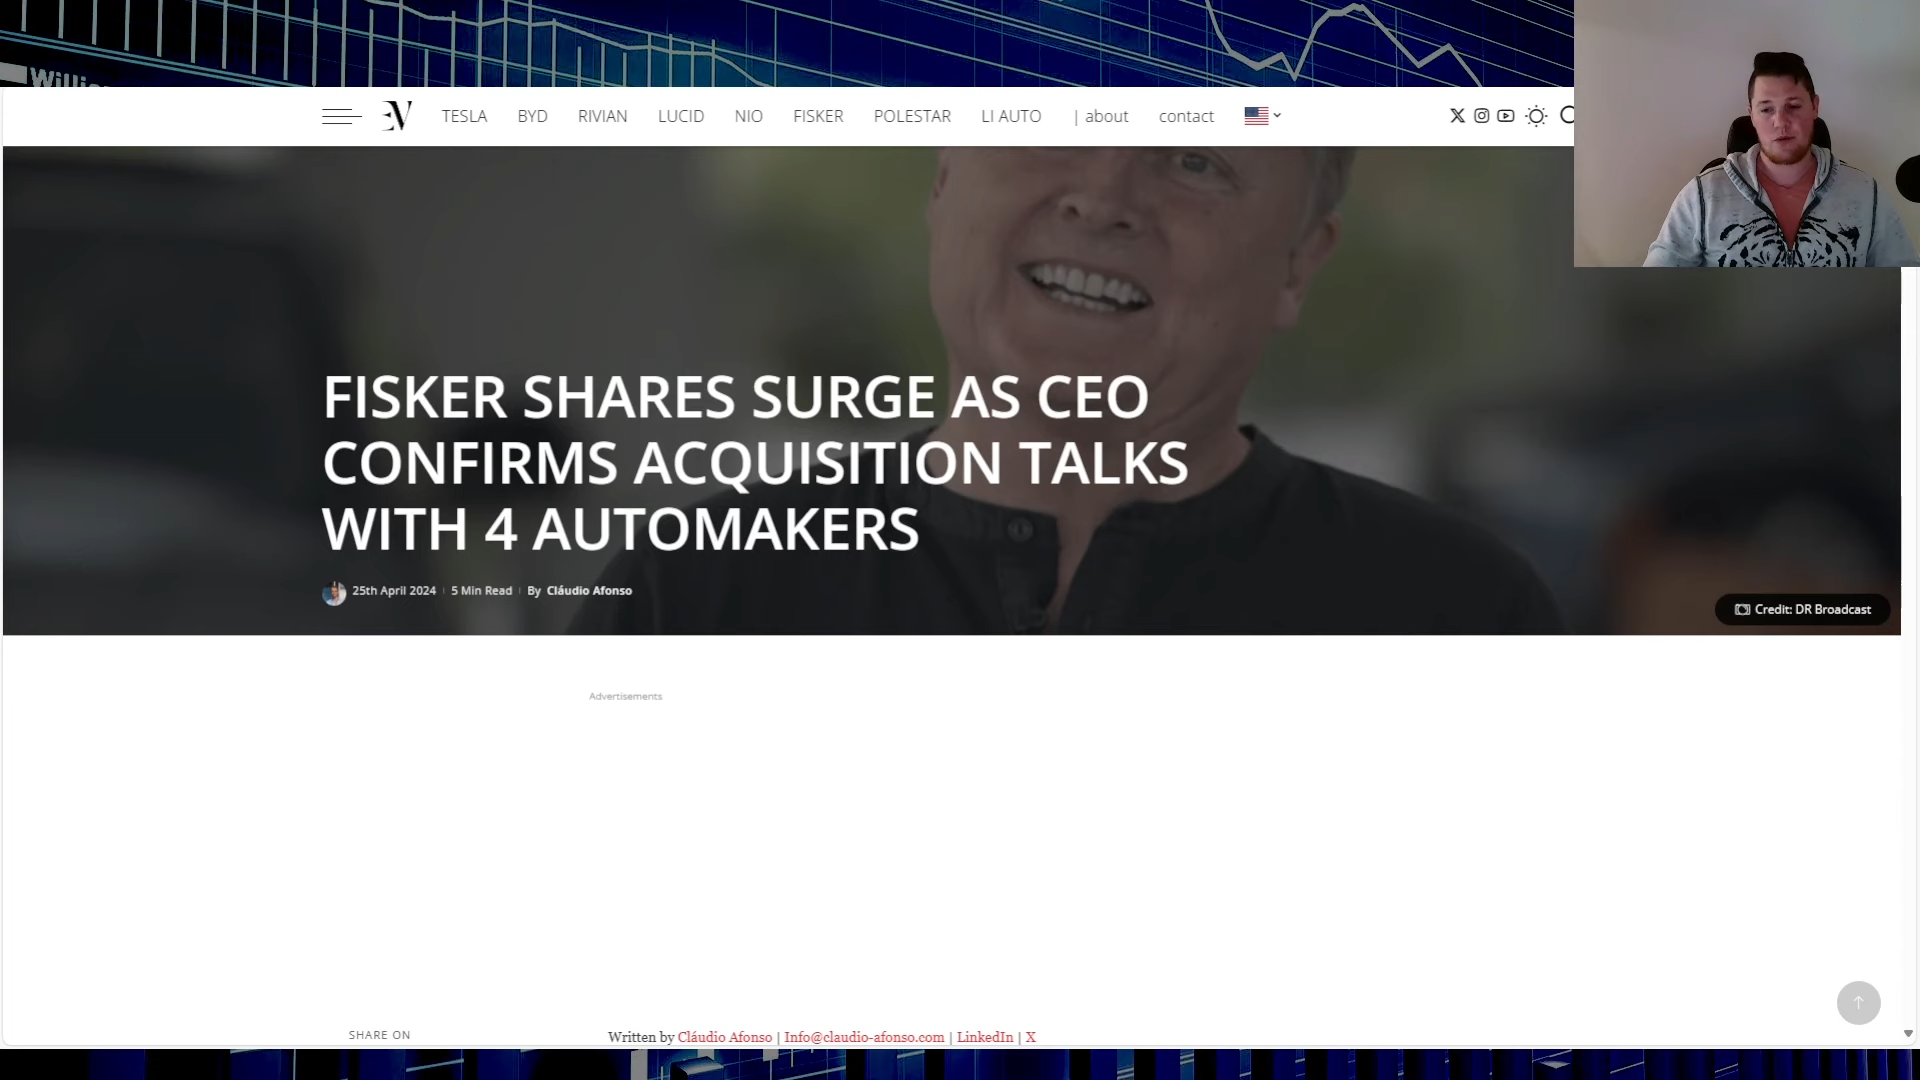 TESLA BYD RIVIAN LUCID NIO FISKER POLESTAR LI AUTO | about contact
FISKER SHARES SURGE AS CEO
CONFIRMS ACQUISITION TALKS
WITH 4 AUTOMAKERS
25th April 2024 | 5 Min Read | By Cláudio Afonso
Credit: DR Broadcast
Advertisements
SHARE ON
Written by Cláudio Afonso | Info@claudio-afonso.com | LinkedIn | X